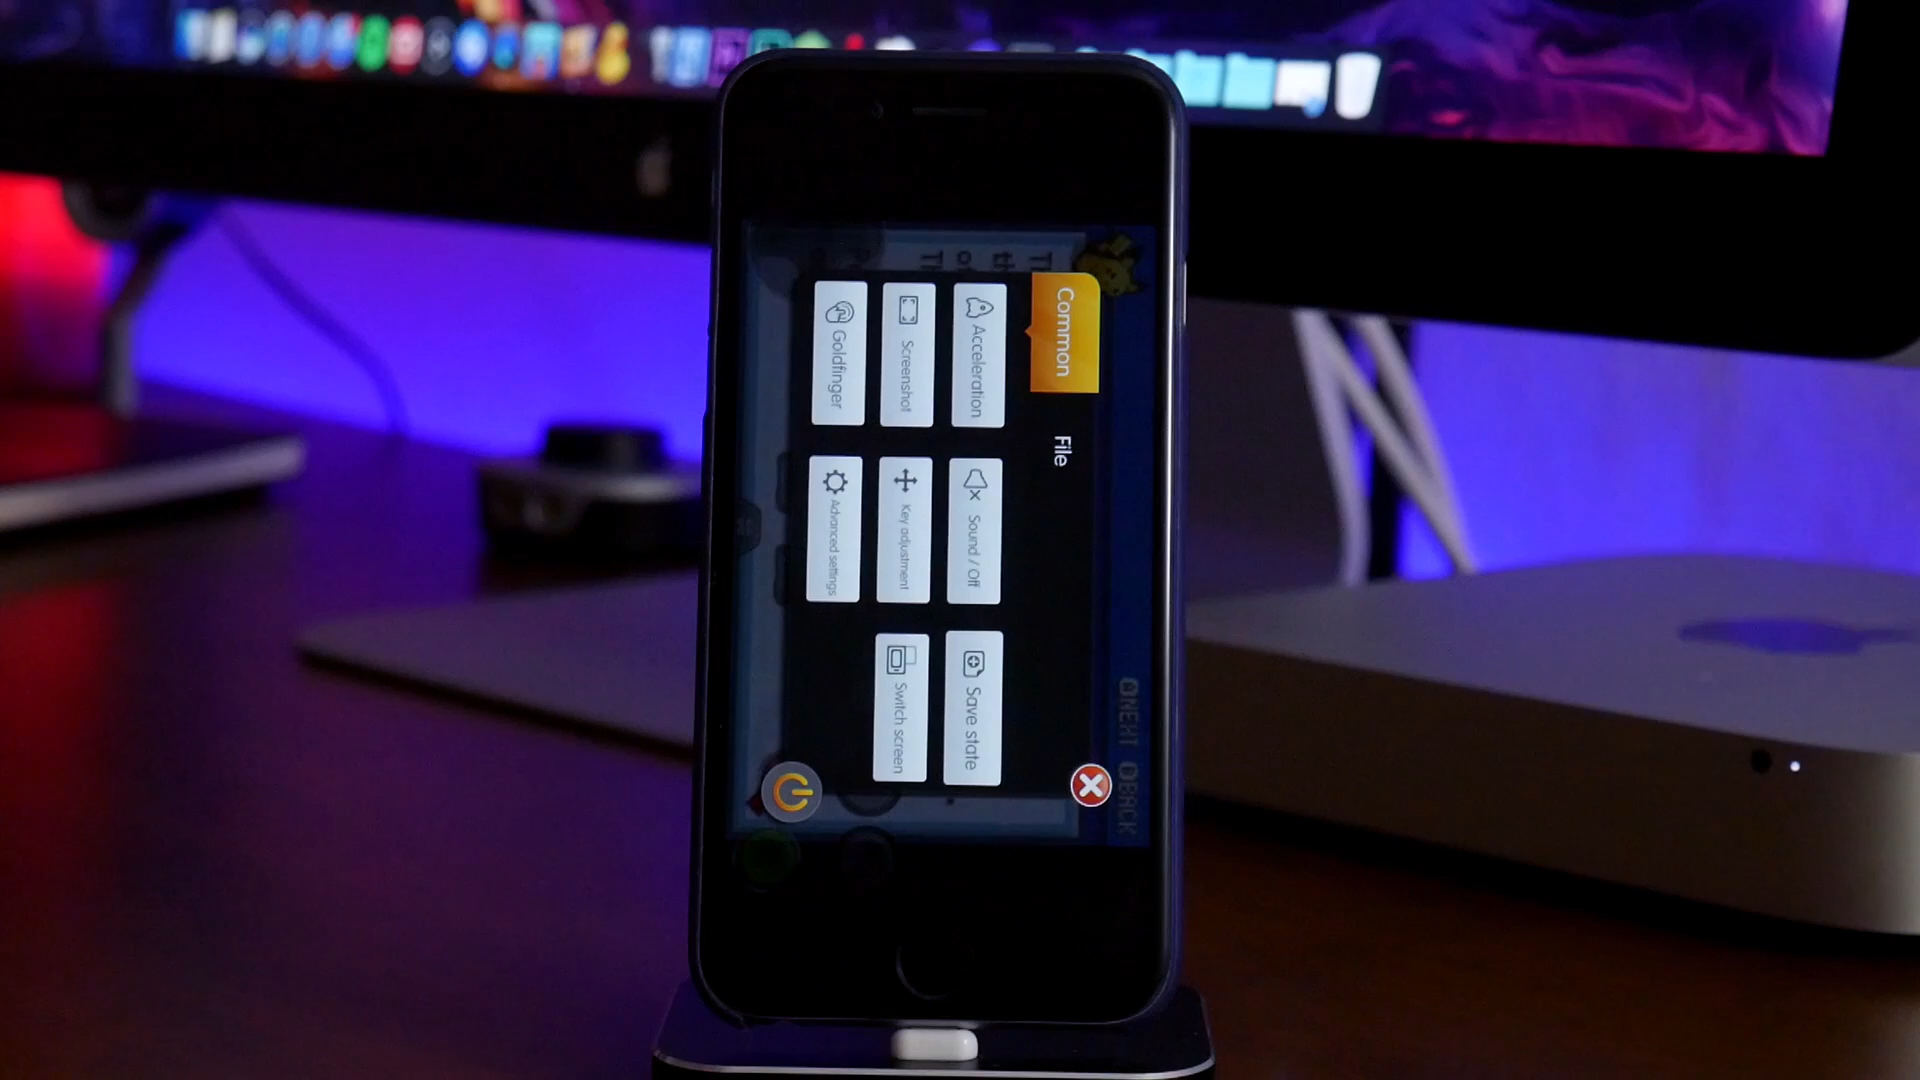 Common File
Acceleration Sound / Off Save state
Screenshot Key adjustment Switch screen
Goldfinger Advanced settings
A NEXT B BACK